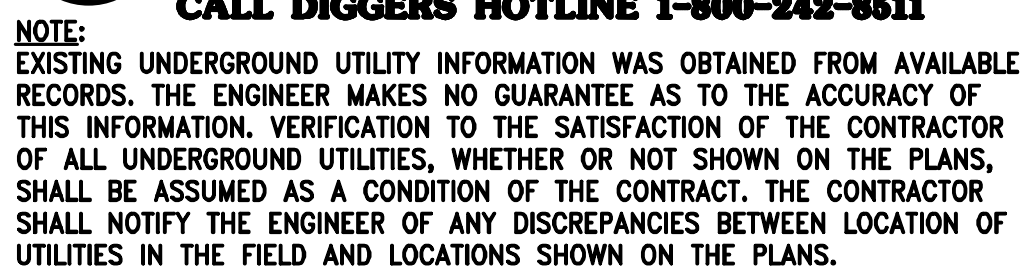 CALL DIGGERS HOTLINE 1-800-242-8511
NOTE:
EXISTING UNDERGROUND UTILITY INFORMATION WAS OBTAINED FROM AVAILABLE
RECORDS. THE ENGINEER MAKES NO GUARANTEE AS TO THE ACCURACY OF
THIS INFORMATION. VERIFICATION TO THE SATISFACTION OF THE CONTRACTOR
OF ALL UNDERGROUND UTILITIES, WHETHER OR NOT SHOWN ON THE PLANS,
SHALL BE ASSUMED AS A CONDITION OF THE CONTRACT. THE CONTRACTOR
SHALL NOTIFY THE ENGINEER OF ANY DISCREPANCIES BETWEEN LOCATION OF
UTILITIES IN THE FIELD AND LOCATIONS SHOWN ON THE PLANS.